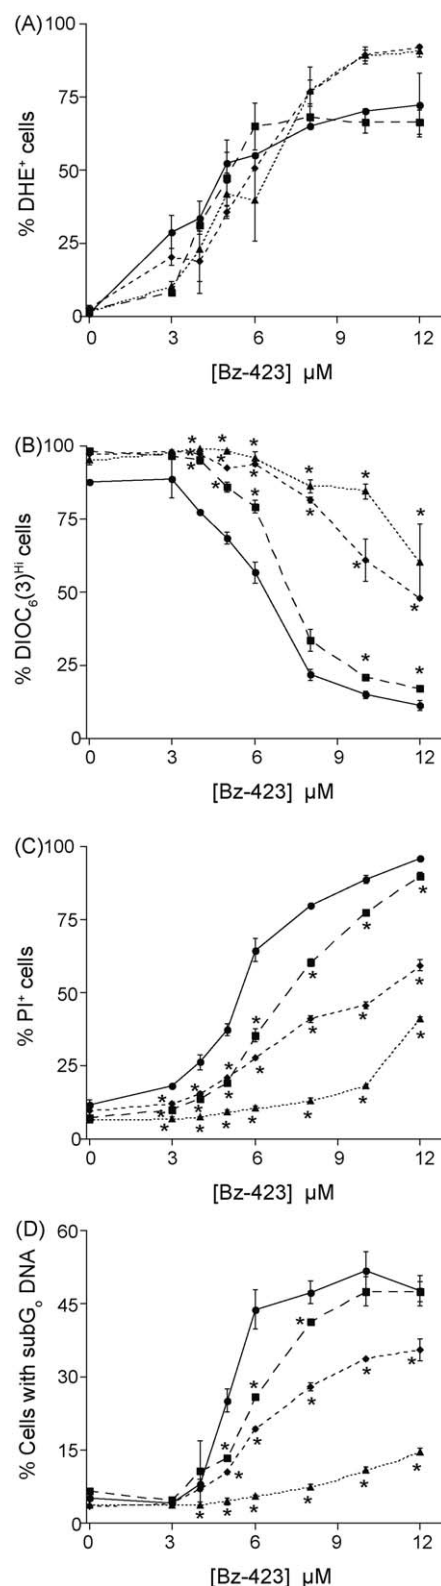 (A)
100
75
50
25
0
% DHE⁺ cells
0 3 6 9 12
[Bz-423] µM
(B)
100
75
50
25
0
% DIOC₆(3)ᴴⁱ cells
* * * * * * * * * * * * * * * * *
0 3 6 9 12
[Bz-423] µM
(C)
100
75
50
25
0
% PI⁺ cells
* * * * * * * * * * * * * * * * * * * * *
0 3 6 9 12
[Bz-423] µM
(D)
60
45
30
15
0
% Cells with subG₀ DNA
* * * * * * * * * * * * * *
0 3 6 9 12
[Bz-423] µM